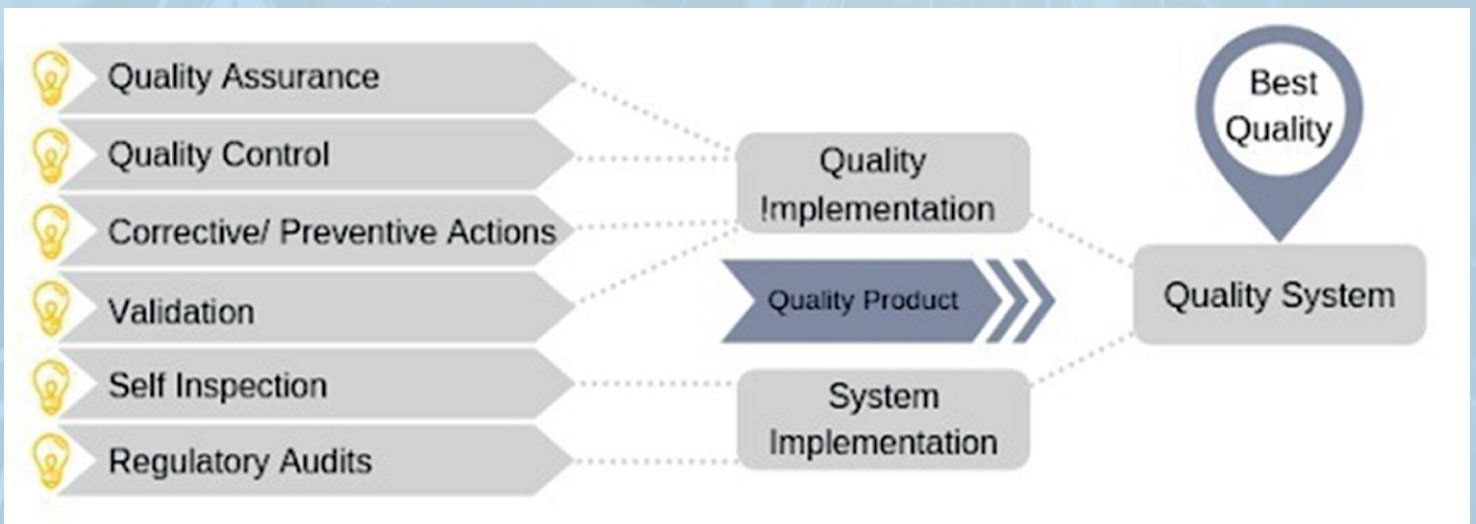 Quality Assurance
Quality Control
Corrective/ Preventive Actions
Validation
Self Inspection
Regulatory Audits
Quality
Implementation
Quality Product
System
Implementation
Best
Quality
Quality System